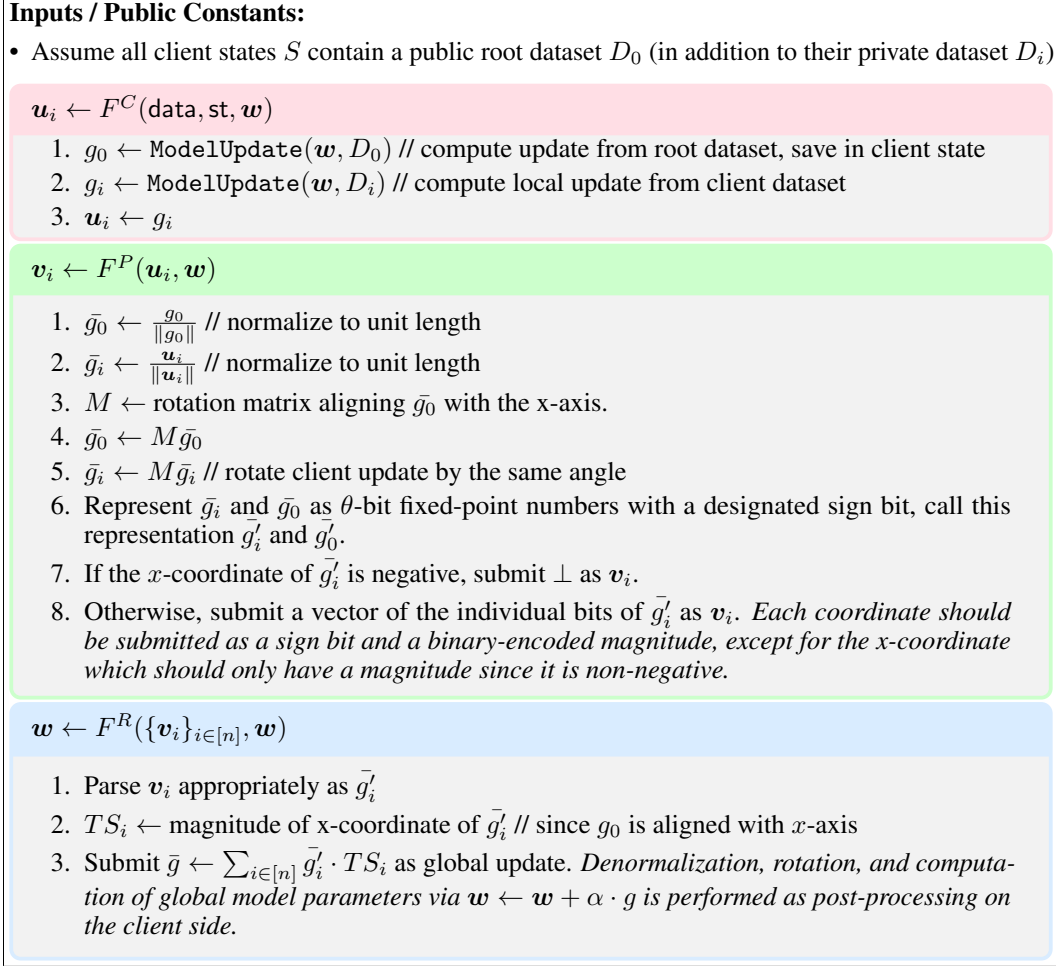 Inputs / Public Constants:
• Assume all client states S contain a public root dataset D₀ (in addition to their private dataset Dᵢ)
𝒖ᵢ ← F^C(data, st, 𝒘)
1. g₀ ← ModelUpdate(𝒘, D₀) // compute update from root dataset, save in client state
2. gᵢ ← ModelUpdate(𝒘, Dᵢ) // compute local update from client dataset
3. 𝒖ᵢ ← gᵢ
𝒗ᵢ ← F^P(𝒖ᵢ, 𝒘)
1. ḡ₀ ← g₀/‖g₀‖ // normalize to unit length
2. ḡᵢ ← 𝒖ᵢ/‖𝒖ᵢ‖ // normalize to unit length
3. M ← rotation matrix aligning ḡ₀ with the x-axis.
4. ḡ₀ ← Mḡ₀
5. ḡᵢ ← Mḡᵢ // rotate client update by the same angle
6. Represent ḡᵢ and ḡ₀ as θ-bit fixed-point numbers with a designated sign bit, call this
representation ḡ′ᵢ and ḡ′₀.
7. If the x-coordinate of ḡ′ᵢ is negative, submit ⊥ as 𝒗ᵢ.
8. Otherwise, submit a vector of the individual bits of ḡ′ᵢ as 𝒗ᵢ. Each coordinate should
be submitted as a sign bit and a binary-encoded magnitude, except for the x-coordinate
which should only have a magnitude since it is non-negative.
𝒘 ← F^R({𝒗ᵢ}_{i∈[n]}, 𝒘)
1. Parse 𝒗ᵢ appropriately as ḡ′ᵢ
2. TSᵢ ← magnitude of x-coordinate of ḡ′ᵢ // since g₀ is aligned with x-axis
3. Submit ḡ ← ∑_{i∈[n]} ḡ′ᵢ · TSᵢ as global update. Denormalization, rotation, and computa-
tion of global model parameters via 𝒘 ← 𝒘 + α · g is performed as post-processing on
the client side.